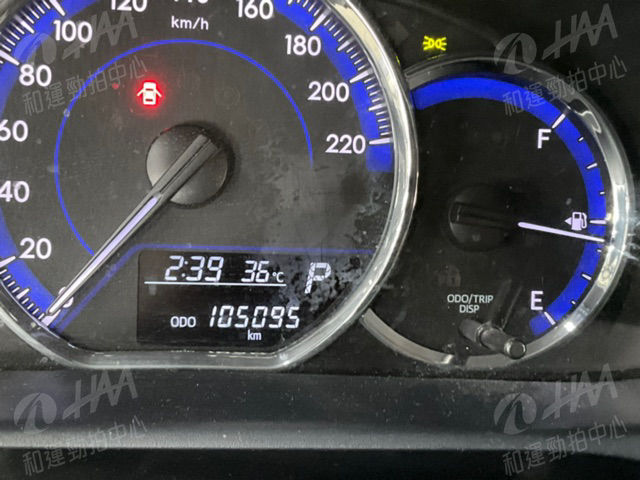 HAA
和運勁拍中心
HAA
和運勁拍中心
20
40
60
80
100
120
140
160
180
200
220
km/h
2:39 36°C P
ODO 105095
km
F
E
ODO/TRIP
DISP
HAA
和運勁拍中心
HAA
和運勁拍中心